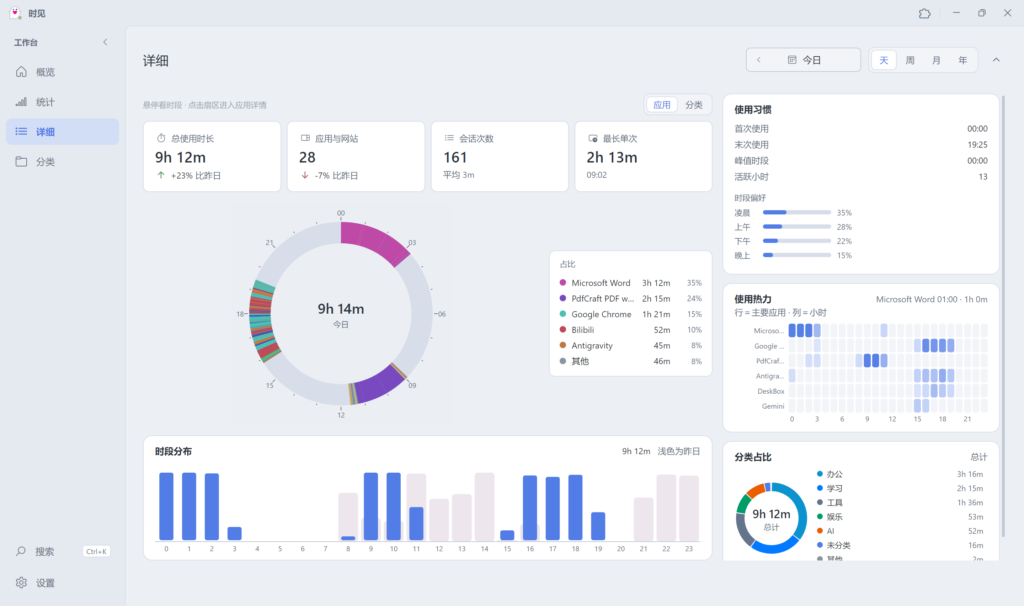 时见
工作台
概览
统计
详细
分类
搜索 Ctrl+K
设置
详细
今日
天 周 月 年
悬停看时段 · 点击扇区进入应用详情
应用 分类
总使用时长
9h 12m
+23% 比昨日
应用与网站
28
-7% 比昨日
会话次数
161
平均 3m
最长单次
2h 13m
09:02
00
03
06
09
12
15
18
21
9h 14m
今日
占比
Microsoft Word 3h 12m 35%
PdfCraft PDF w... 2h 15m 24%
Google Chrome 1h 21m 15%
Bilibili 52m 10%
Antigravity 45m 8%
其他 46m 8%
时段分布 9h 12m 浅色为昨日
0 1 2 3 4 5 6 7 8 9 10 11 12 13 14 15 16 17 18 19 20 21 22 23
使用习惯
首次使用 00:00
末次使用 19:25
峰值时段 00:00
活跃小时 13
时段偏好
凌晨 35%
上午 28%
下午 22%
晚上 15%
使用热力 Microsoft Word 01:00 · 1h 0m
行 = 主要应用 · 列 = 小时
Microso...
Google ...
PdfCraf...
Antigra...
DeskBox
Gemini
0 3 6 9 12 15 18 21
分类占比 总计
9h 12m
总计
办公 3h 16m
学习 2h 15m
工具 1h 36m
娱乐 53m
AI 52m
未分类 16m